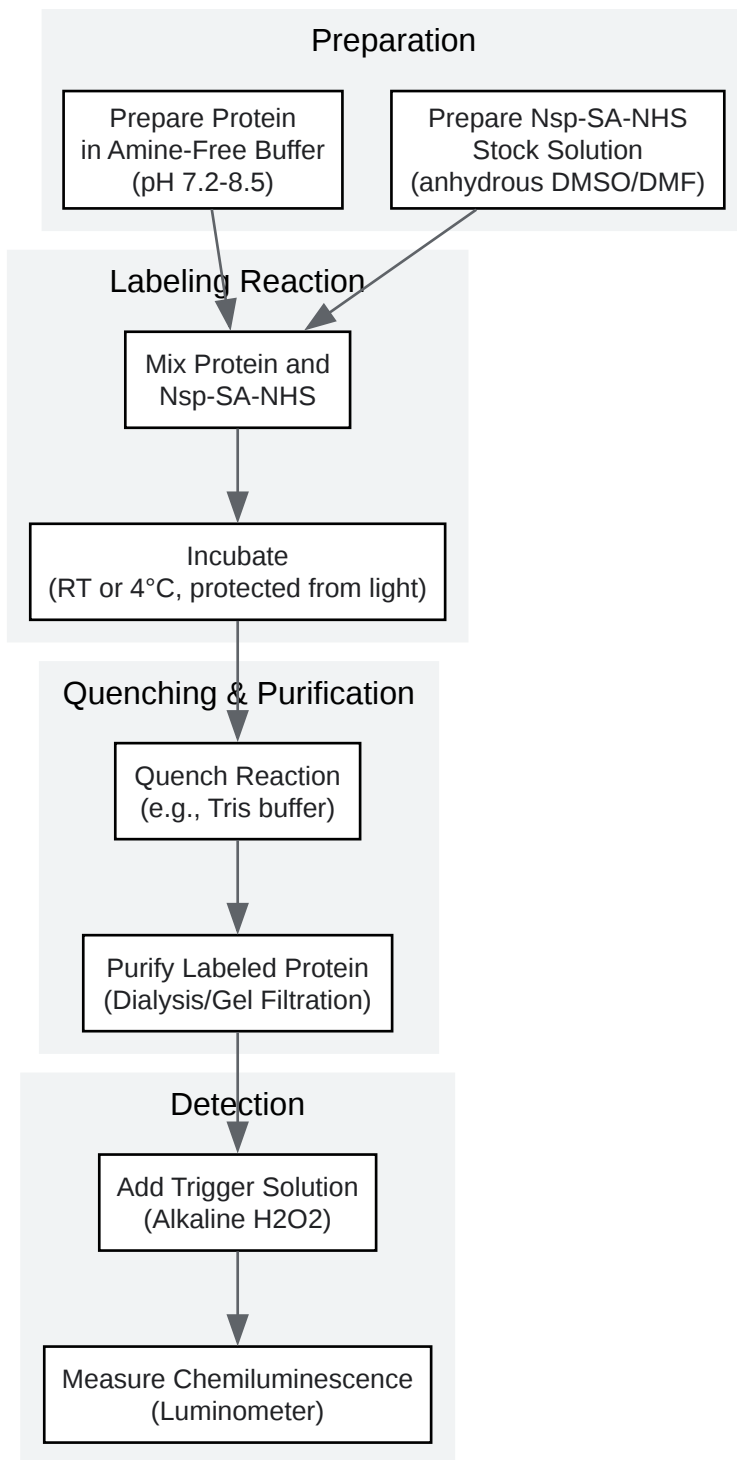 Preparation
Prepare Protein
in Amine-Free Buffer
(pH 7.2-8.5)
Prepare Nsp-SA-NHS
Stock Solution
(anhydrous DMSO/DMF)
Labeling Reaction
Mix Protein and
Nsp-SA-NHS
Incubate
(RT or 4°C, protected from light)
Quenching & Purification
Quench Reaction
(e.g., Tris buffer)
Purify Labeled Protein
(Dialysis/Gel Filtration)
Detection
Add Trigger Solution
(Alkaline H2O2)
Measure Chemiluminescence
(Luminometer)